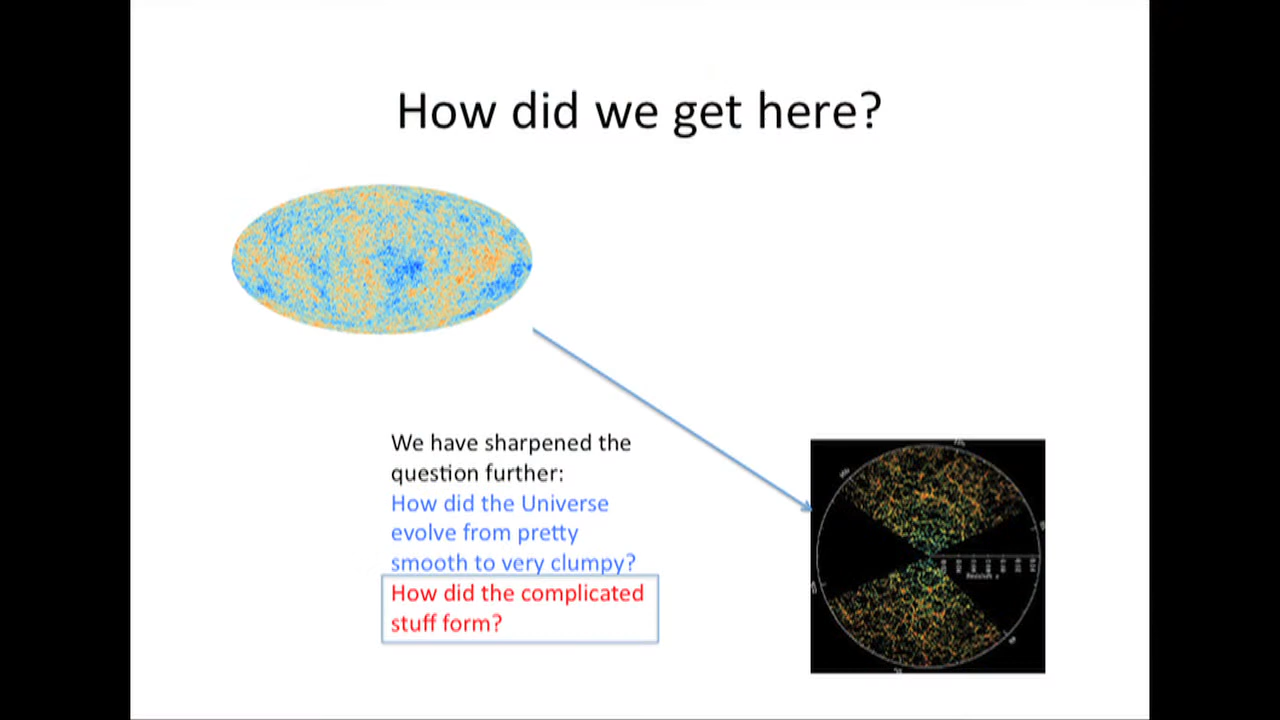 How did we get here?
We have sharpened the
question further:
How did the Universe
evolve from pretty
smooth to very clumpy?
How did the complicated
stuff form?